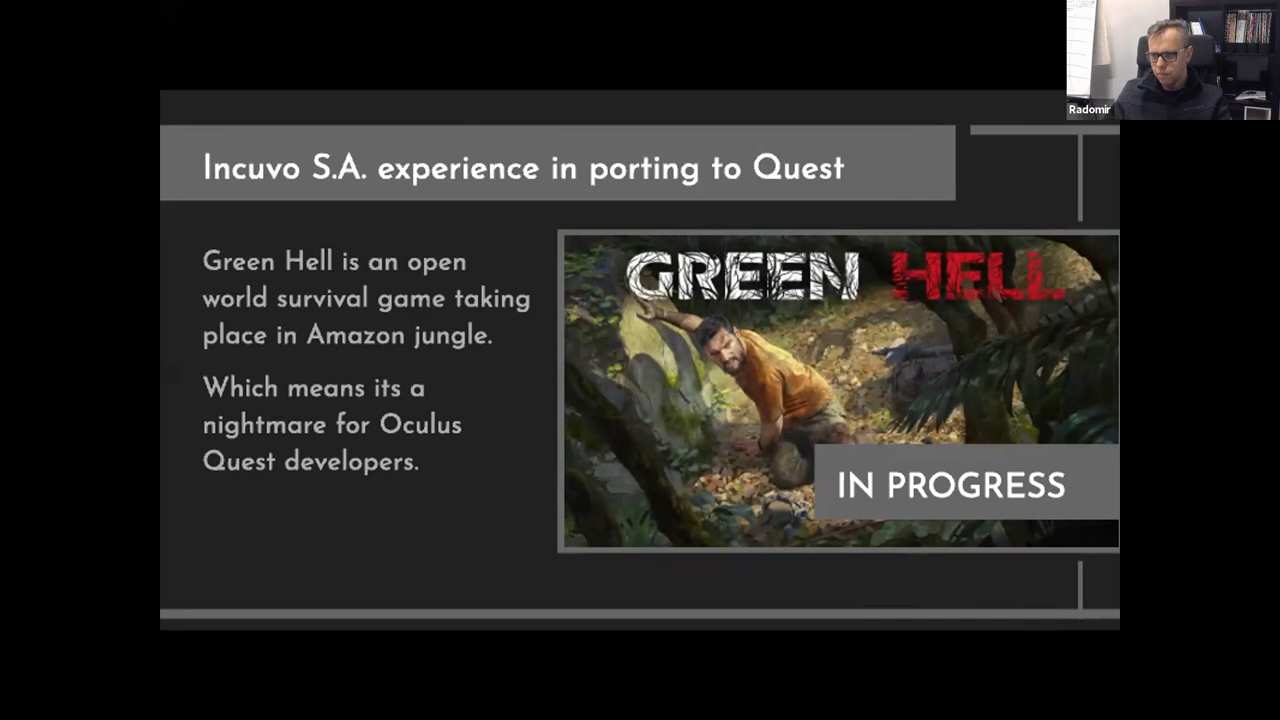 Radomir
Incuvo S.A. experience in porting to Quest
Green Hell is an open
world survival game taking
place in Amazon jungle.
Which means its a
nightmare for Oculus
Quest developers.
GREEN HELL
IN PROGRESS